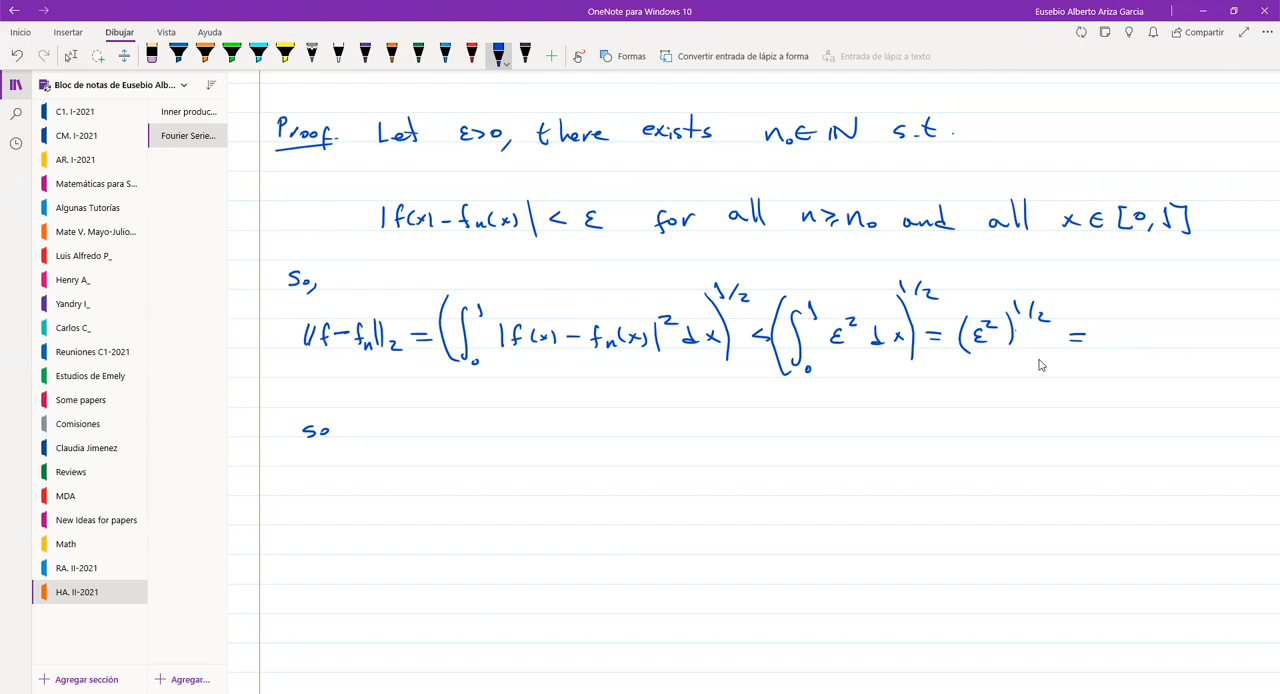 OneNote para Windows 10
Eusebio Alberto Ariza Garcia
Inicio Insertar Dibujar Vista Ayuda
Compartir
Formas
Convertir entrada de lápiz a forma
Entrada de lápiz a texto
Bloc de notas de Eusebio Alb...
C1. I-2021
CM. I-2021
AR. I-2021
Matemáticas para S...
Algunas Tutorías
Mate V. Mayo-Julio...
Luis Alfredo P_
Henry A_
Yandry I_
Carlos C_
Reuniones C1-2021
Estudios de Emely
Some papers
Comisiones
Claudia Jimenez
Reviews
MDA
New Ideas for papers
Math
RA. II-2021
HA. II-2021
Agregar sección
Inner produc...
Fourier Serie...
Agregar...
Proof. Let ε>0, there exists n₀∈ℕ s.t.
|f(x) - fₙ(x)| < ε for all n ≥ n₀ and all x ∈ [0,1]
So,
||f-fₙ||₂ = (∫₀¹ |f(x) - fₙ(x)|² dx)^1/2 < (∫₀¹ ε² dx)^1/2 = (ε²)^1/2 =
so